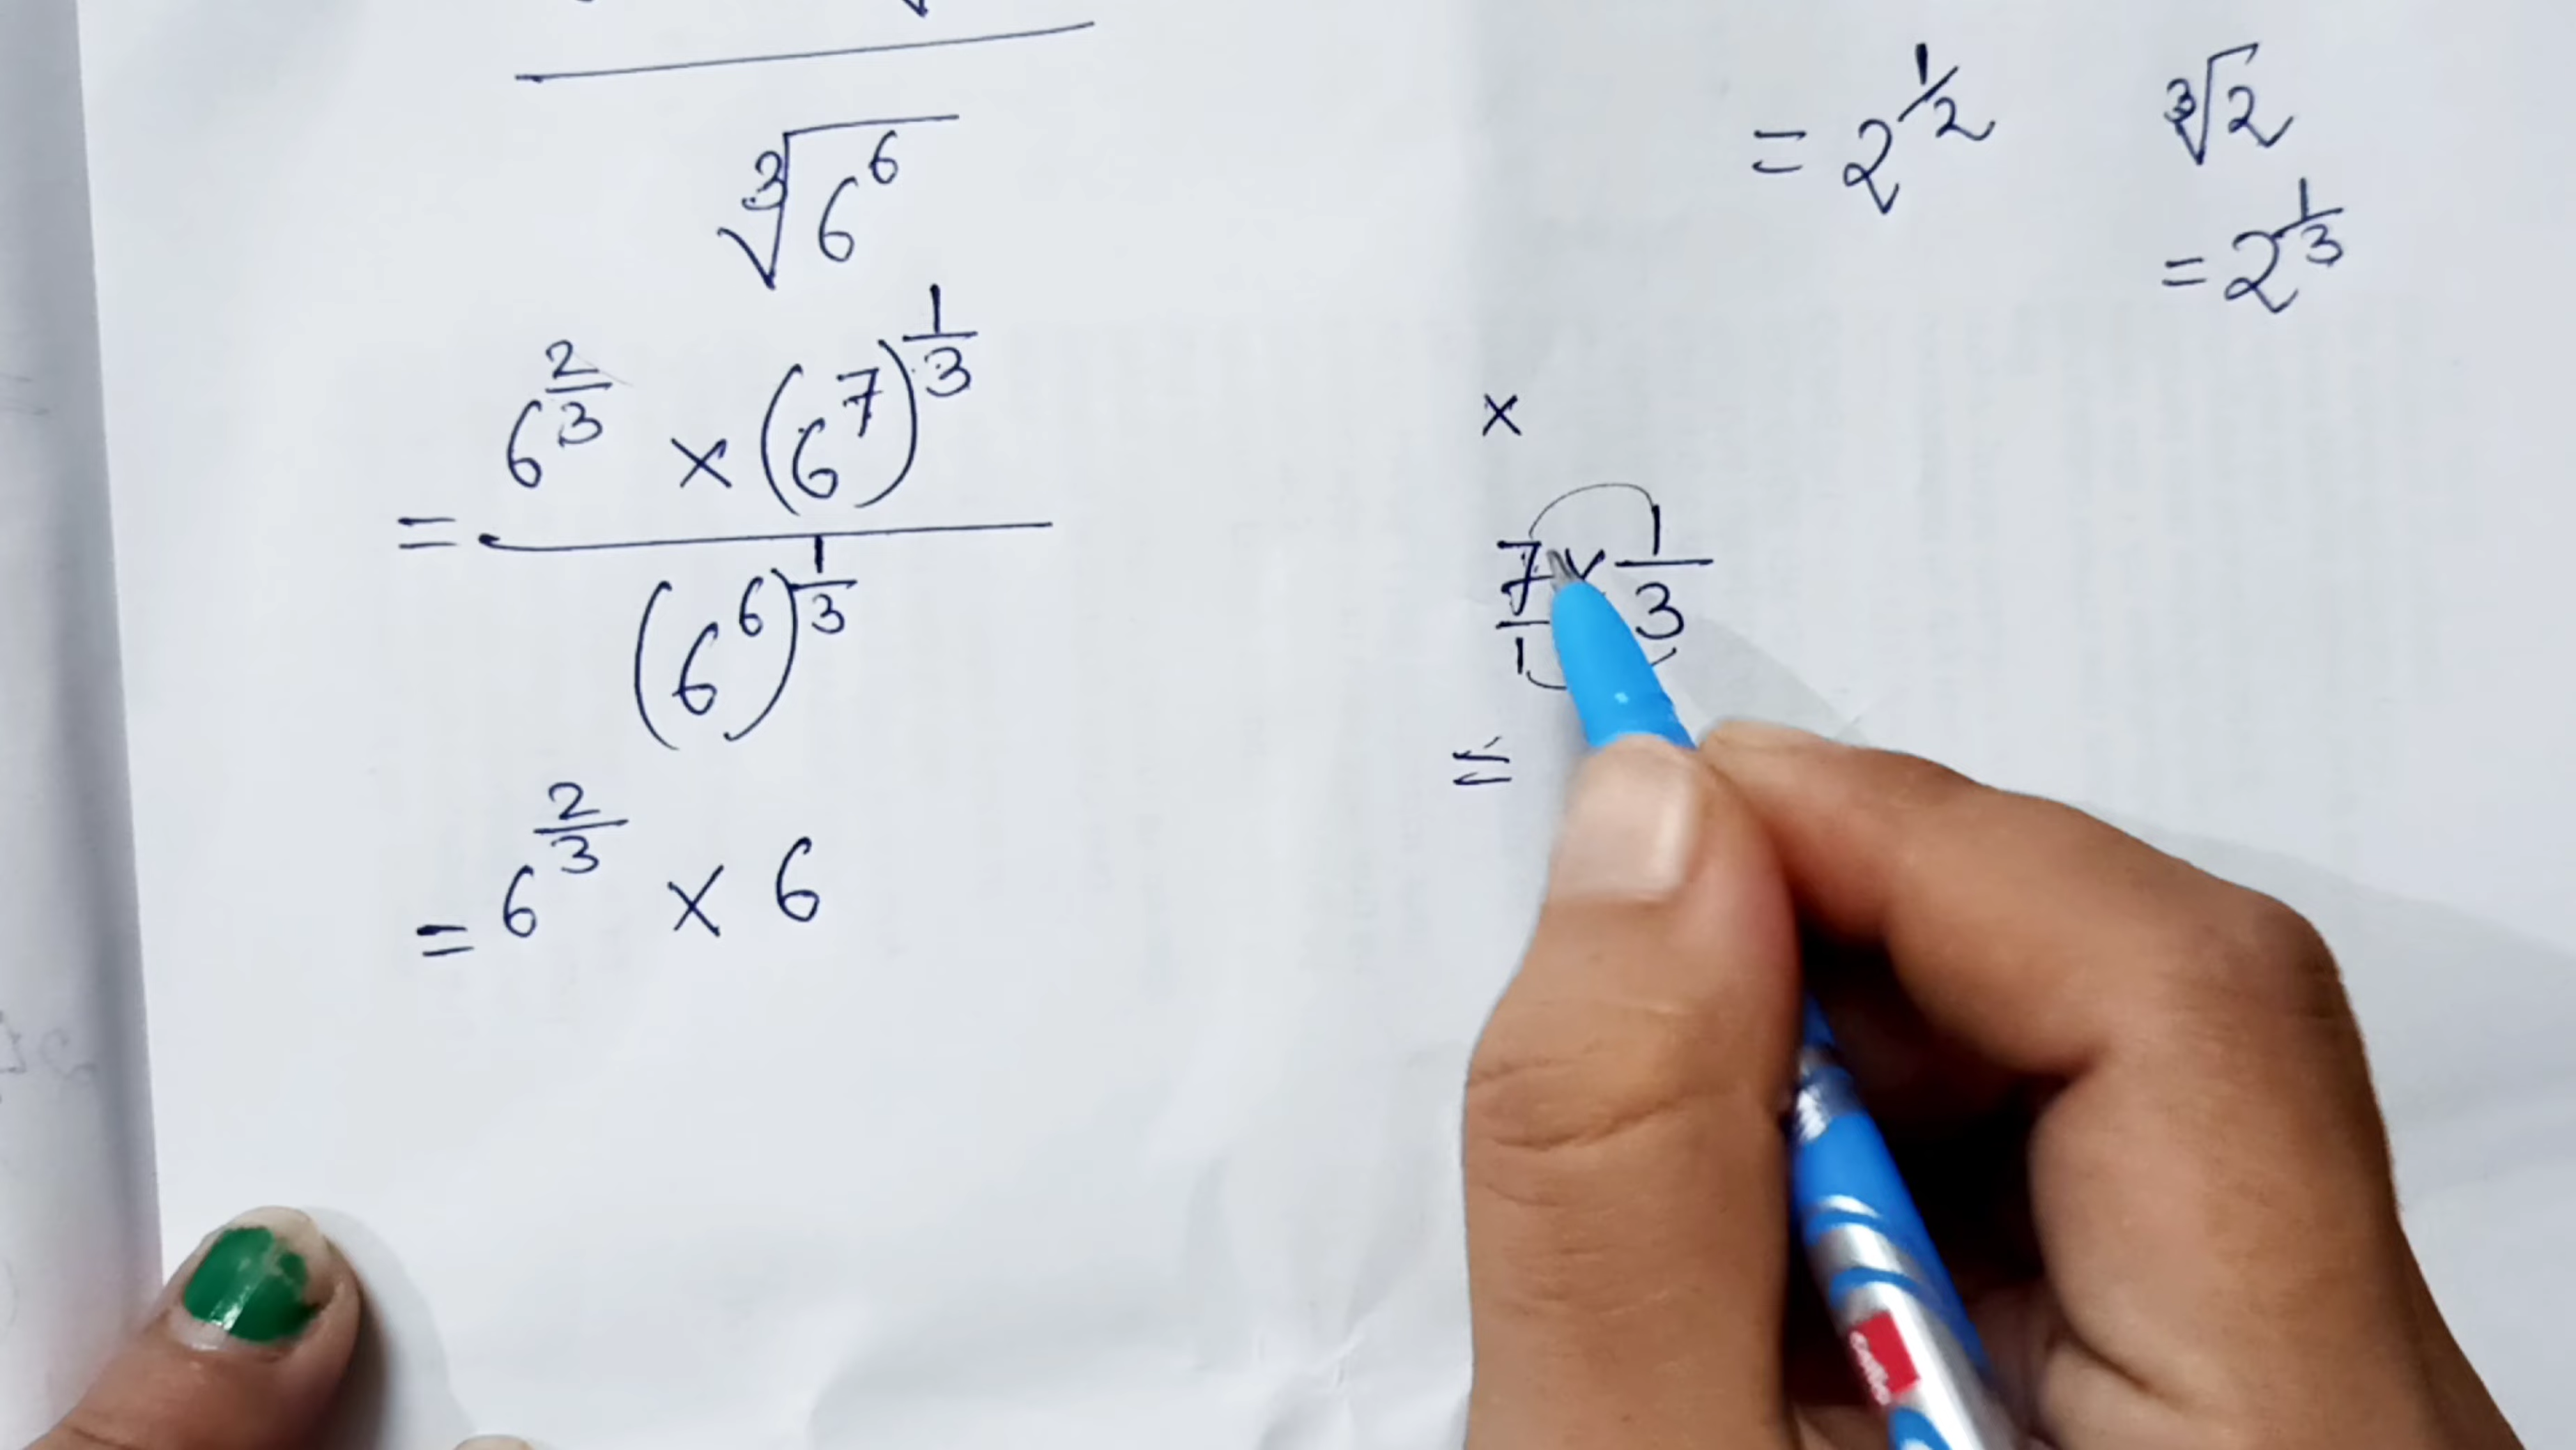 ∛6⁶
= 6^(2/3) × (6⁷)^(1/3) / (6⁶)^(1/3)
= 6^(2/3) × 6
= 2^(1/2)
∛2
= 2^(1/3)
×
7/1 × 1/3
=
cello